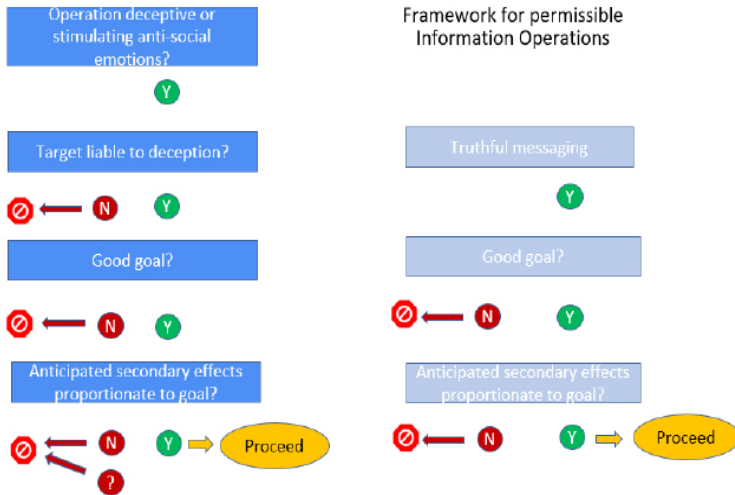 Operation deceptive or
stimulating anti-social
emotions?
Framework for permissible
Information Operations
Y
Target liable to deception?
Truthful messaging
N
Y
Y
Good goal?
Good goal?
N
Y
N
Y
Anticipated secondary effects
proportionate to goal?
Anticipated secondary effects
proportionate to goal?
N
Y
Proceed
N
Y
Proceed
?